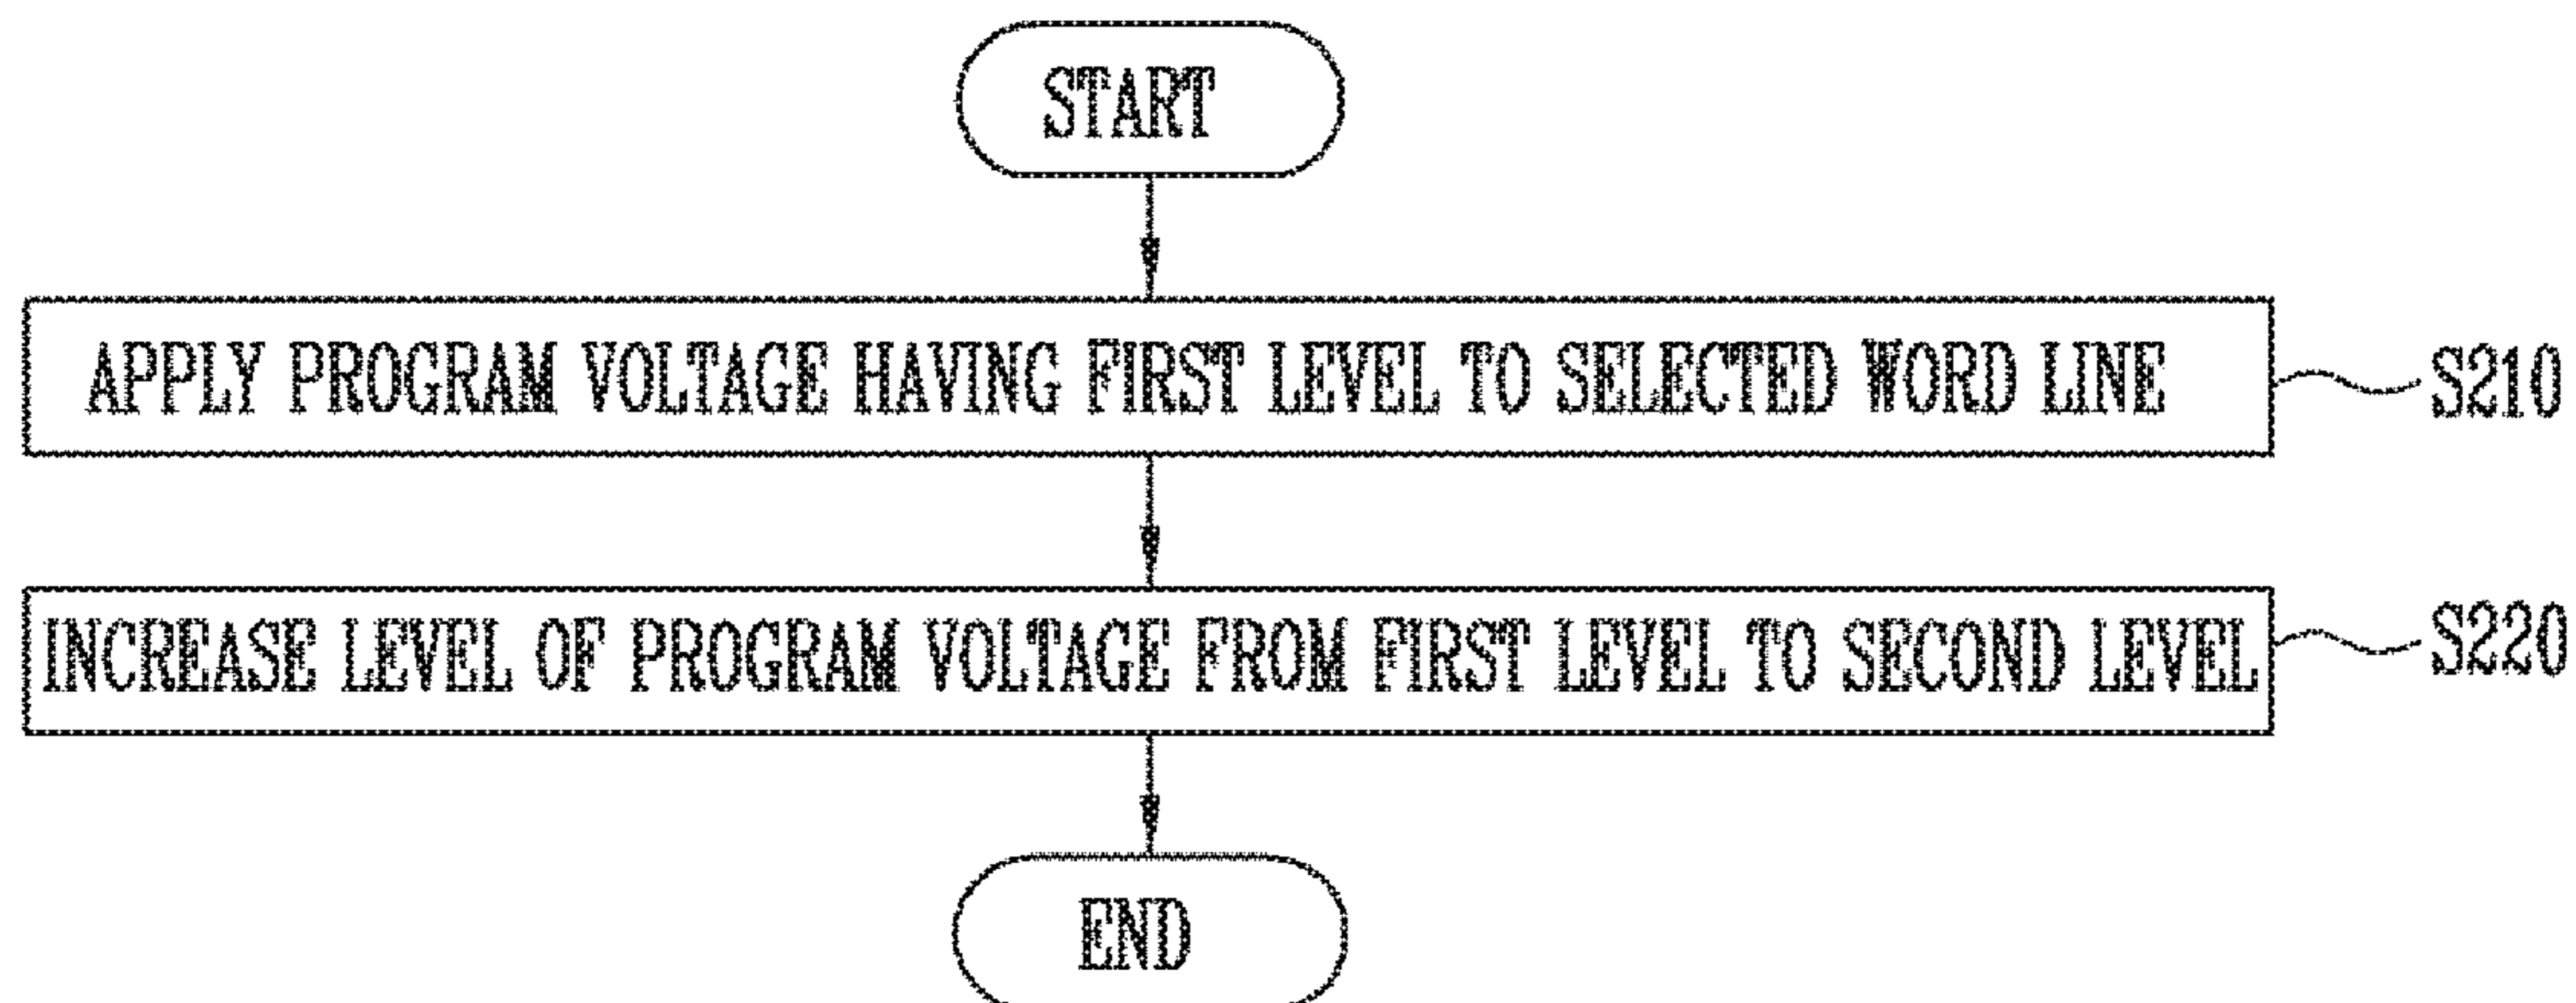 START
APPLY PROGRAM VOLTAGE HAVING FIRST LEVEL TO SELECTED WORD LINE
S210
INCREASE LEVEL OF PROGRAM VOLTAGE FROM FIRST LEVEL TO SECOND LEVEL
S220
END